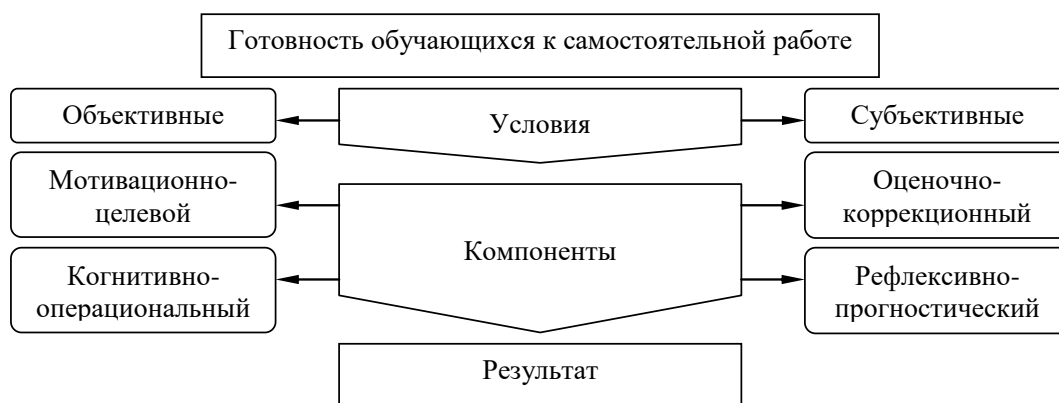 Готовность обучающихся к самостоятельной работе
Объективные
Условия
Субъективные
Мотивационно-
целевой
Оценочно-
коррекционный
Компоненты
Когнитивно-
операциональный
Рефлексивно-
прогностический
Результат